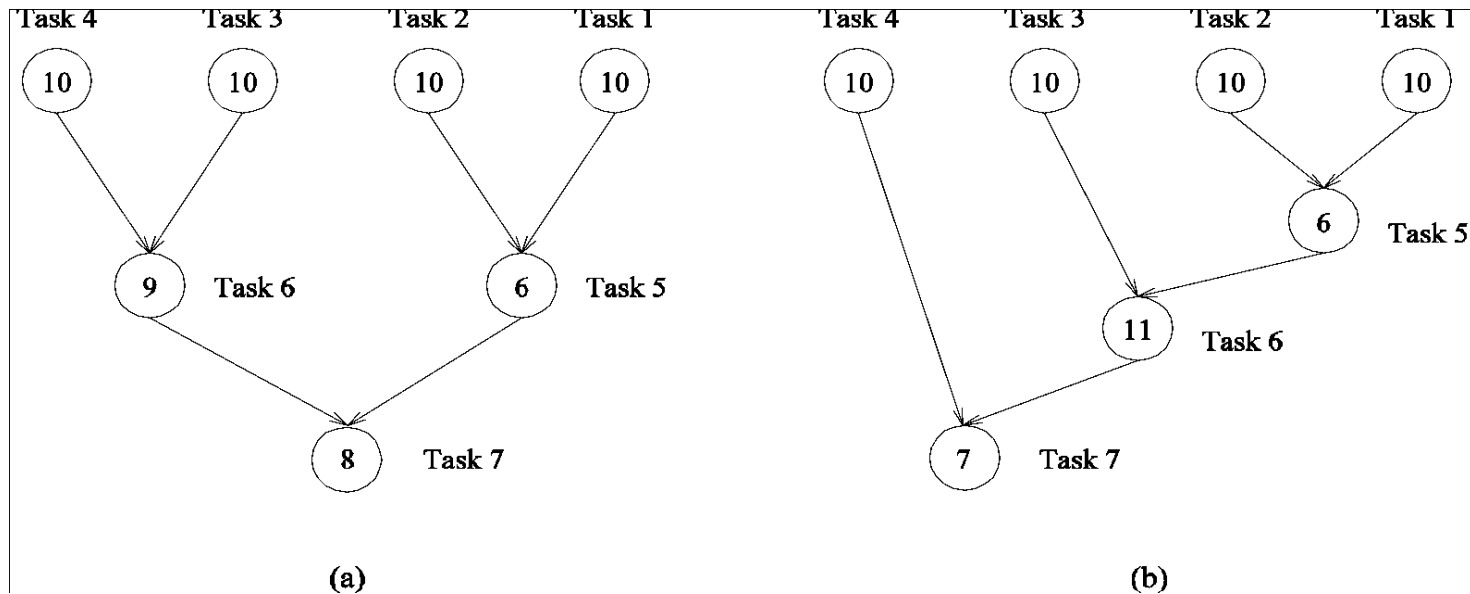 Task 4 Task 3 Task 2 Task 1 Task 4 Task 3 Task 2 Task 1
10 10 10 10 10 10 10 10
6
Task 5
9 Task 6 6 Task 5
11
Task 6
8 Task 7 7 Task 7
(a) (b)